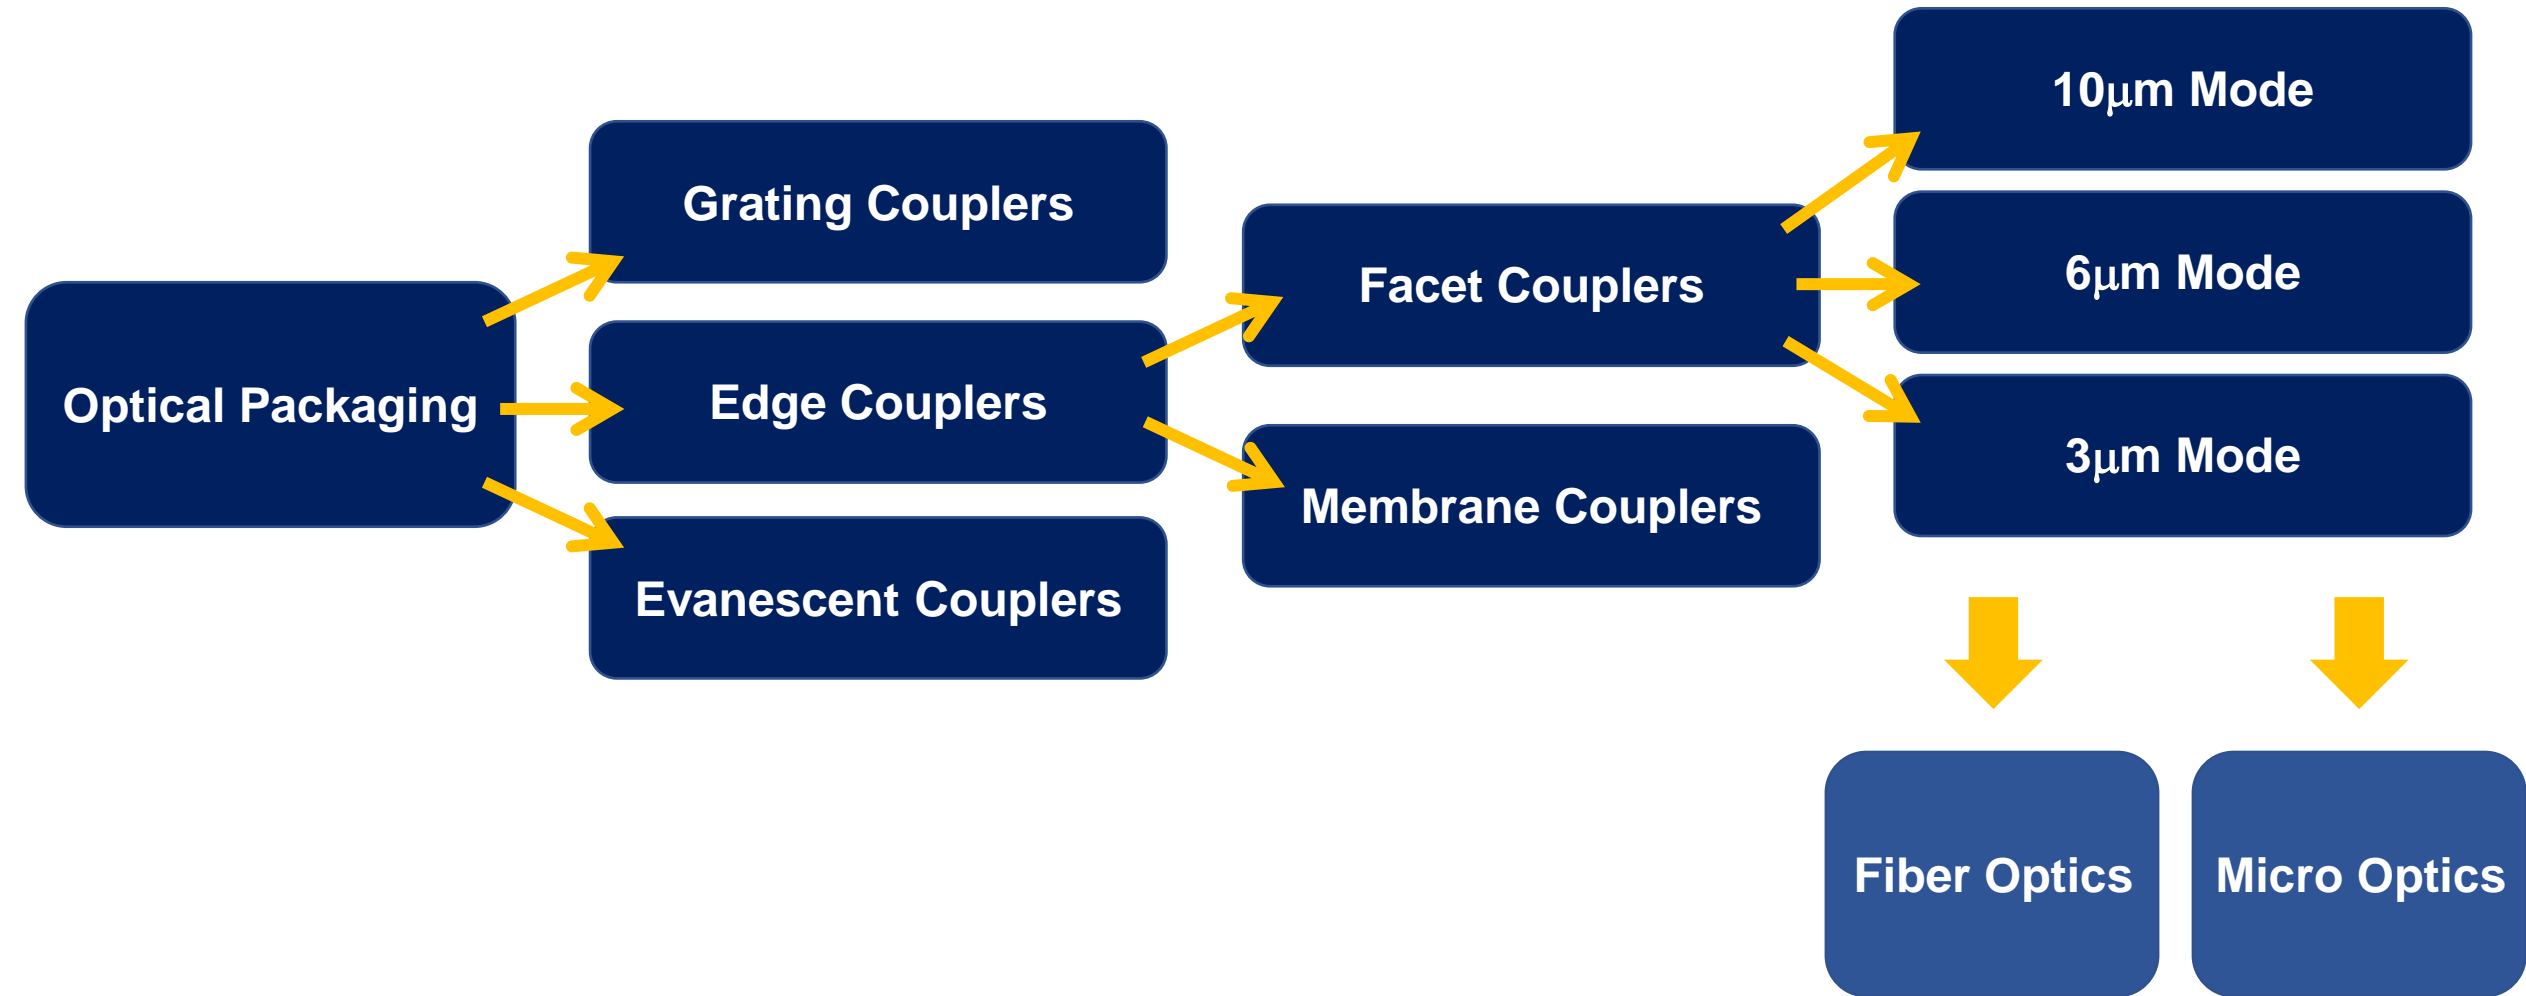 Optical Packaging
Grating Couplers
Edge Couplers
Evanescent Couplers
Facet Couplers
Membrane Couplers
10μm Mode
6μm Mode
3μm Mode
Fiber Optics
Micro Optics